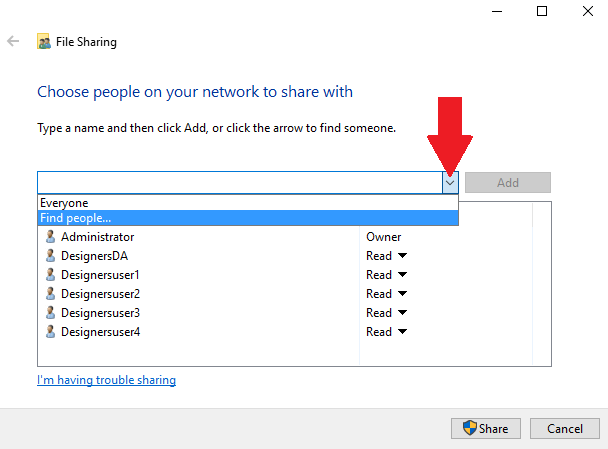 File Sharing
Choose people on your network to share with
Type a name and then click Add, or click the arrow to find someone.
Add
Everyone
Find people...
Administrator Owner
DesignersDA Read
Designersuser1 Read
Designersuser2 Read
Designersuser3 Read
Designersuser4 Read
I'm having trouble sharing
Share Cancel